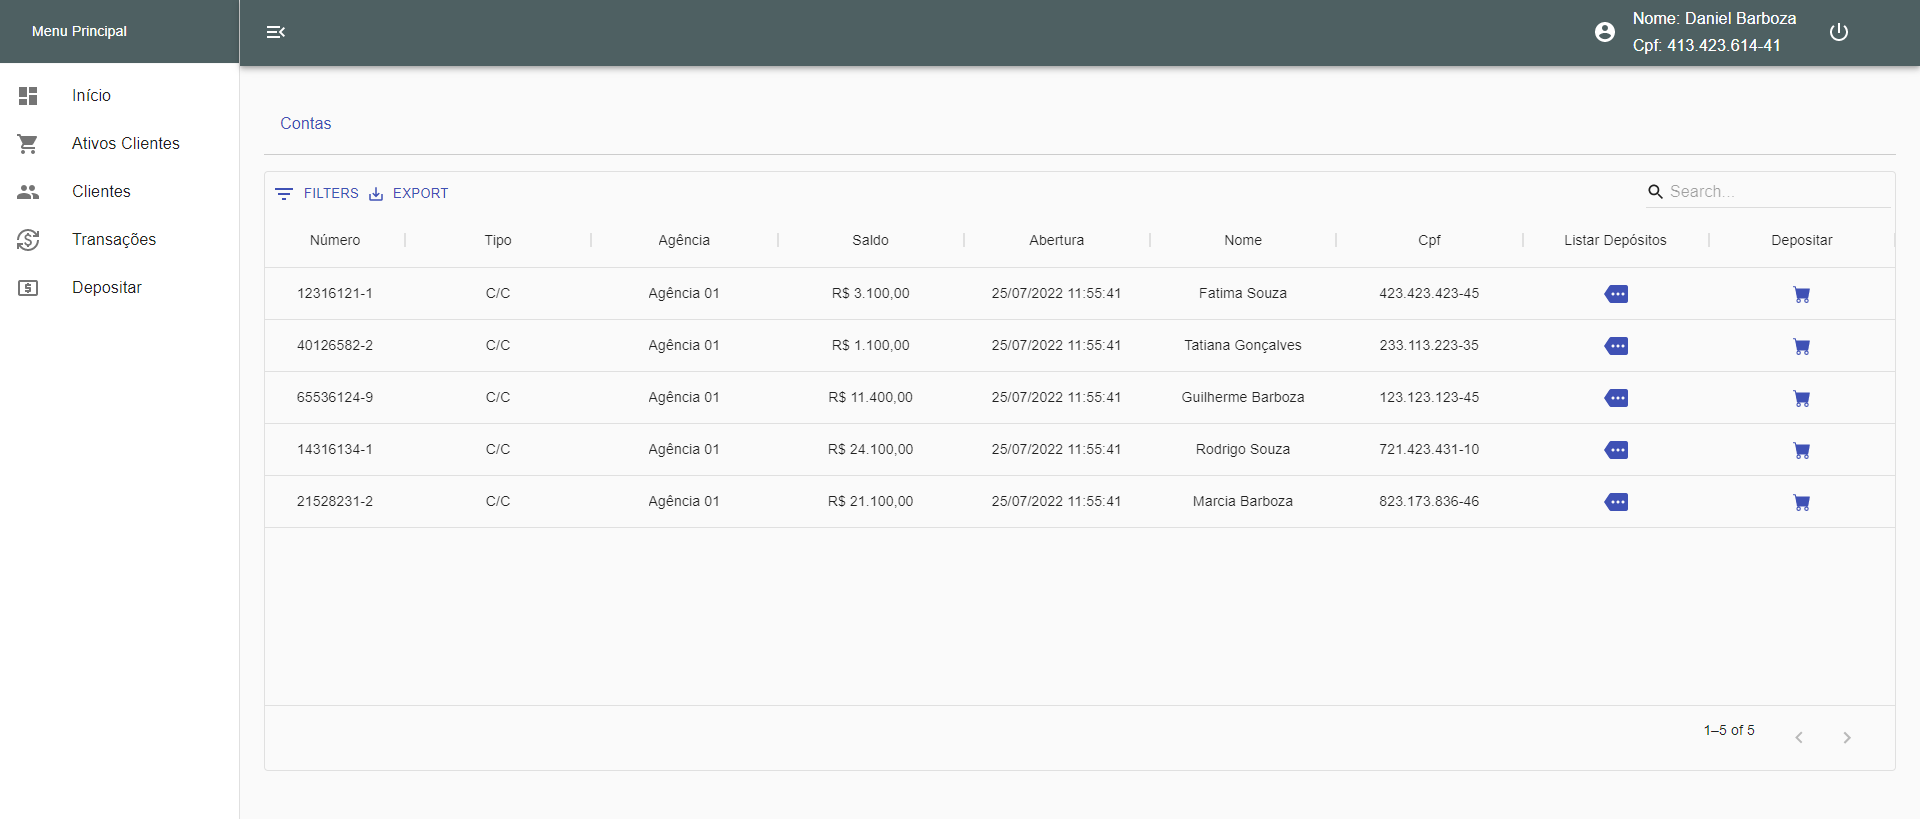 Menu Principal
Nome: Daniel Barboza
Cpf: 413.423.614-41
Início
Ativos Clientes
Clientes
Transações
Depositar
Contas
FILTERS EXPORT Search...
Número Tipo Agência Saldo Abertura Nome Cpf Listar Depósitos Depositar
12316121-1 C/C Agência 01 R$ 3.100,00 25/07/2022 11:55:41 Fatima Souza 423.423.423-45
40126582-2 C/C Agência 01 R$ 1.100,00 25/07/2022 11:55:41 Tatiana Gonçalves 233.113.223-35
65536124-9 C/C Agência 01 R$ 11.400,00 25/07/2022 11:55:41 Guilherme Barboza 123.123.123-45
14316134-1 C/C Agência 01 R$ 24.100,00 25/07/2022 11:55:41 Rodrigo Souza 721.423.431-10
21528231-2 C/C Agência 01 R$ 21.100,00 25/07/2022 11:55:41 Marcia Barboza 823.173.836-46
1–5 of 5